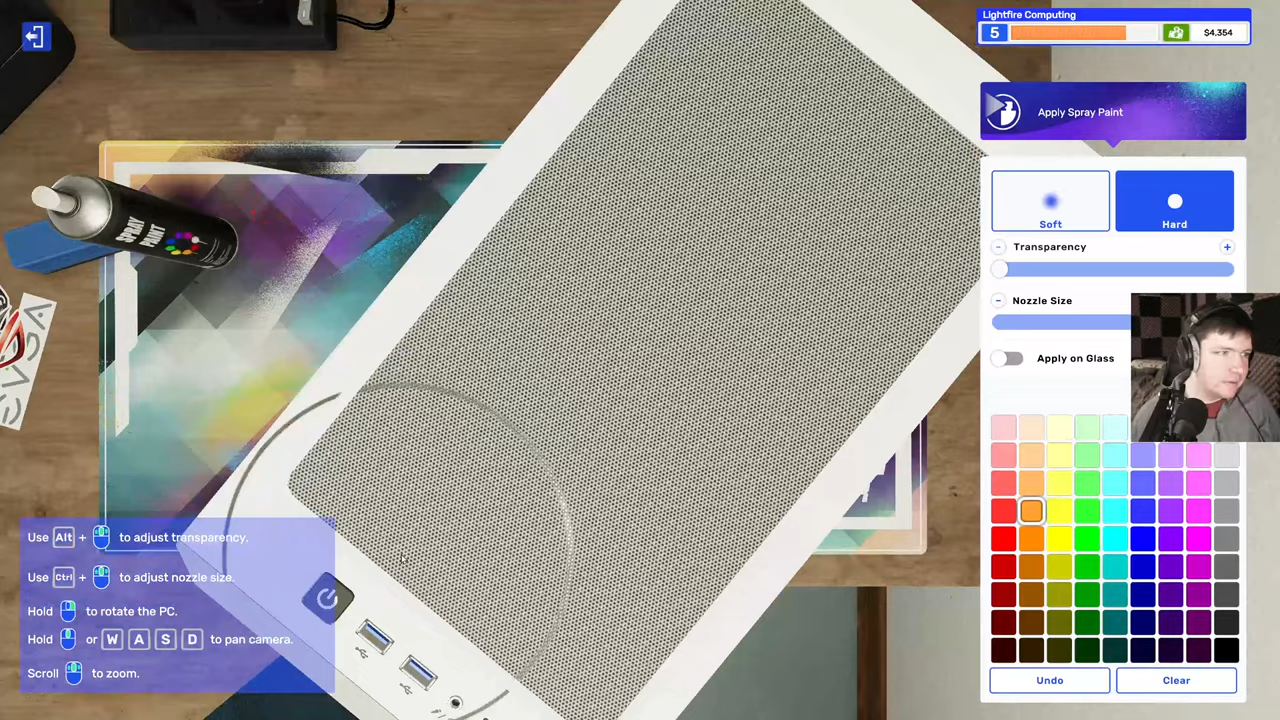 Lightfire Computing
5
$4,354
Apply Spray Paint
Soft
Hard
Transparency
Nozzle Size
Apply on Glass
SPRAY
PAINT
EVGA
Use Alt + to adjust transparency.
Use Ctrl + to adjust nozzle size.
Hold to rotate the PC.
Hold or W A S D to pan camera.
Scroll to zoom.
Undo
Clear